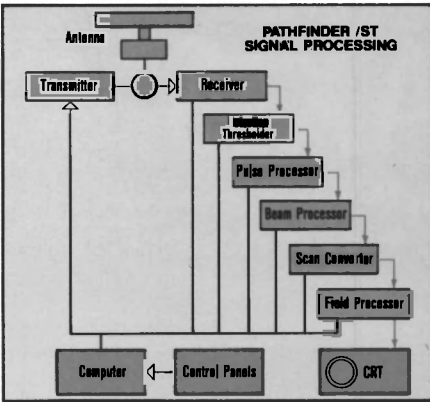 Antenna
PATHFINDER /ST
SIGNAL PROCESSING
Transmitter
Receiver
Thresholder
Pulse Processor
Beam Processor
Scan Converter
Field Processor
Computer
Control Panels
CRT